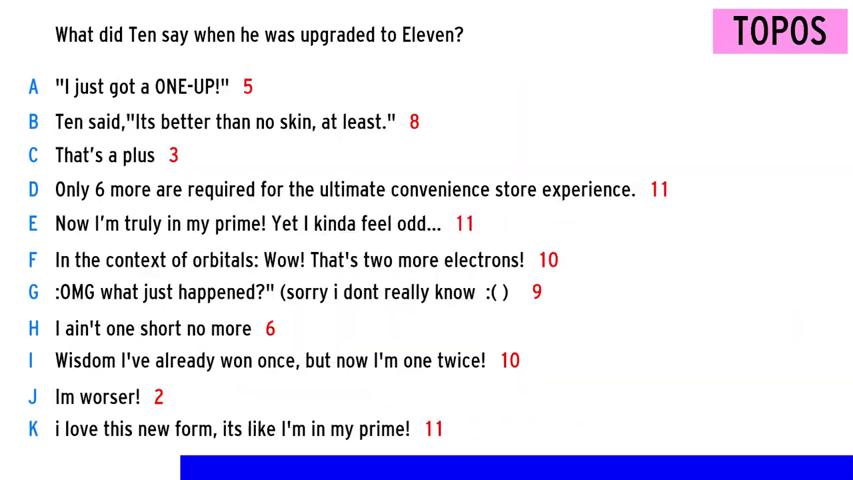 What did Ten say when he was upgraded to Eleven?
TOPOS
A "I just got a ONE-UP!" 5
B Ten said,"Its better than no skin, at least." 8
C That's a plus 3
D Only 6 more are required for the ultimate convenience store experience. 11
E Now I'm truly in my prime! Yet I kinda feel odd... 11
F In the context of orbitals: Wow! That's two more electrons! 10
G :OMG what just happened?" (sorry i dont really know :( ) 9
H I ain't one short no more 6
I Wisdom I've already won once, but now I'm one twice! 10
J Im worser! 2
K i love this new form, its like I'm in my prime! 11